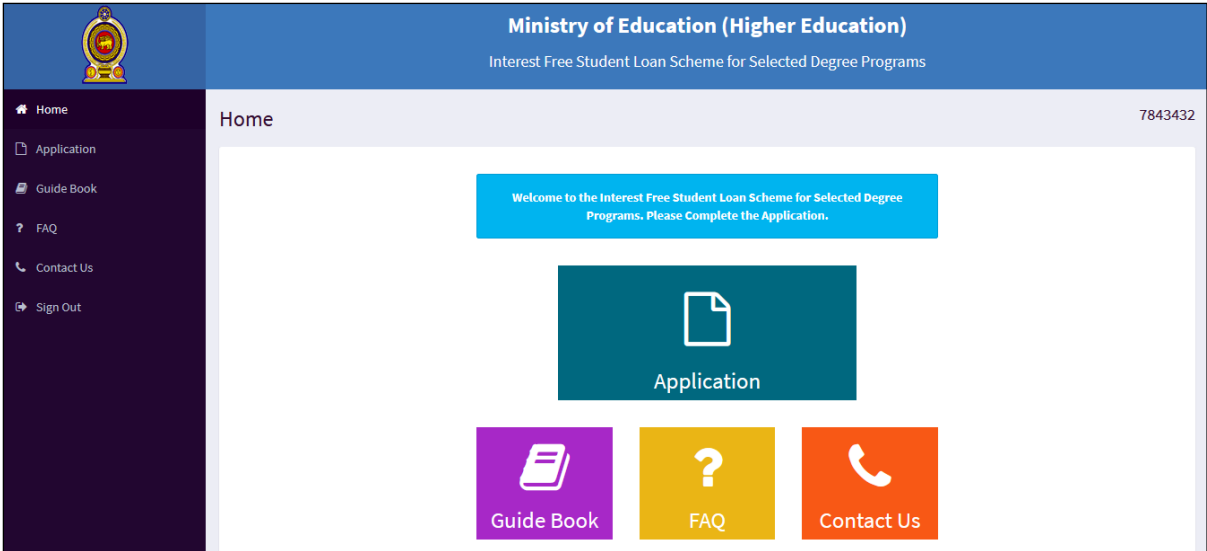 Ministry of Education (Higher Education)
Interest Free Student Loan Scheme for Selected Degree Programs
Home
Application
Guide Book
? FAQ
Contact Us
Sign Out
Home
7843432
Welcome to the Interest Free Student Loan Scheme for Selected Degree
Programs. Please Complete the Application.
Application
Guide Book
?
FAQ
Contact Us